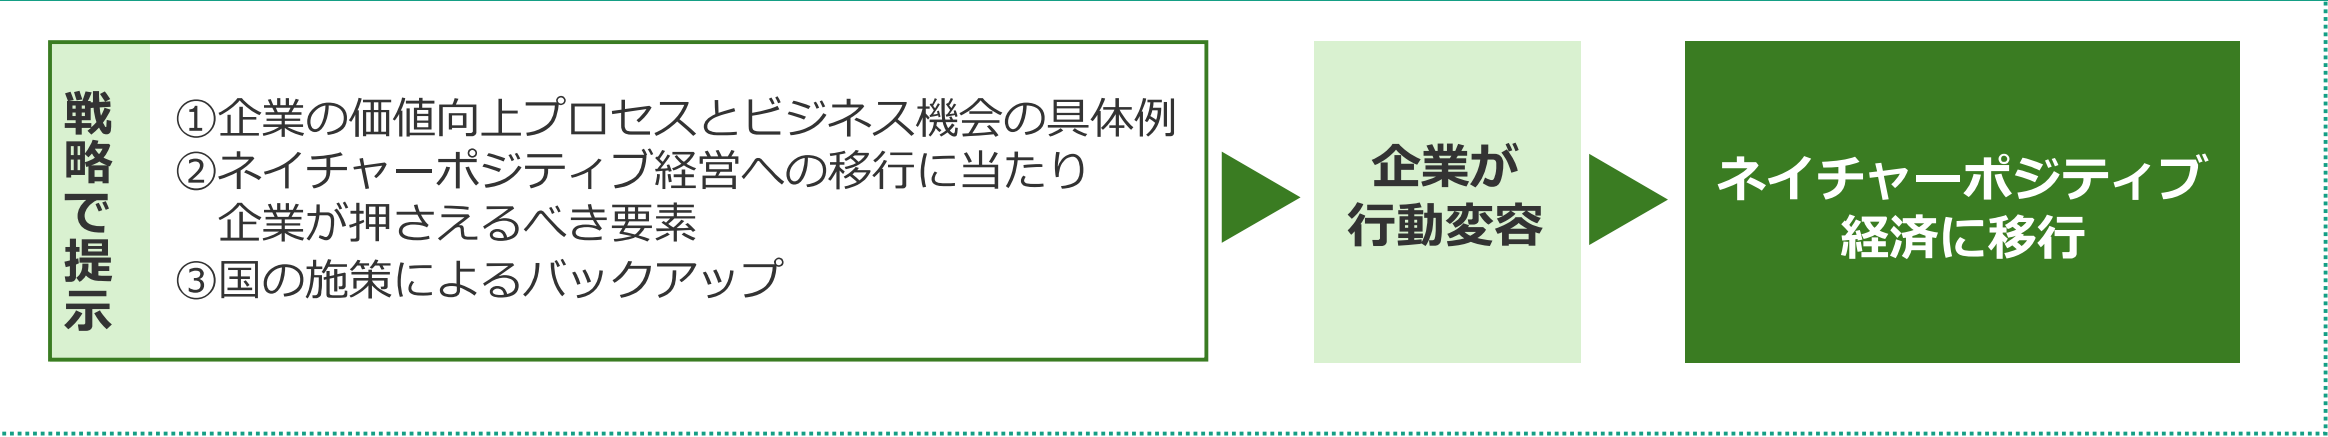 戦略で提示
①企業の価値向上プロセスとビジネス機会の具体例
②ネイチャーポジティブ経営への移行に当たり
企業が押さえるべき要素
③国の施策によるバックアップ
企業が
行動変容
ネイチャーポジティブ
経済に移行